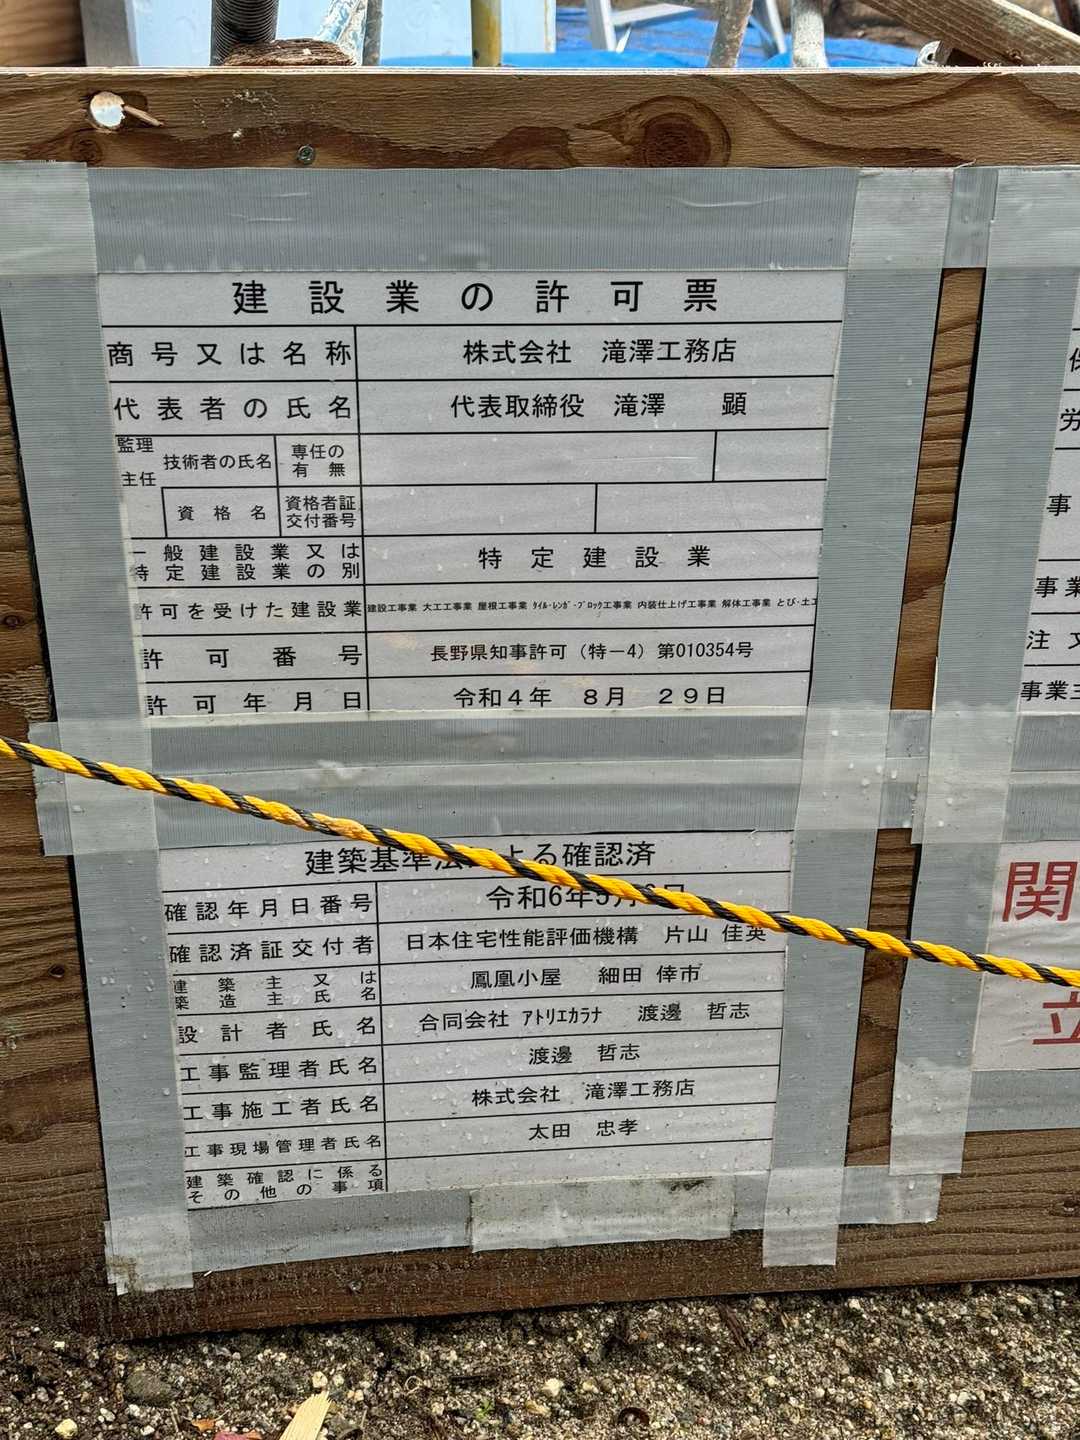 建設業の許可票
商号又は名称 株式会社 滝澤工務店
代表者の氏名 代表取締役 滝澤 顕
監理
主任 技術者の氏名 専任の
有 無
資格名 資格者証
交付番号
一般建設業又は
特定建設業の別 特定建設業
許可を受けた建設業 建設工事業 大工工事業 屋根工事業 タイル・レンガ・ブロック工事業 内装仕上げ工事業 解体工事業 とび・土工
許可番号 長野県知事許可（特－4）第010354号
許可年月日 令和4年 8月 29日
建築基準法 よる確認済
確認年月日番号 令和6年5月 日
確認済証交付者 日本住宅性能評価機構 片山 佳英
建築主又は
築造主氏名 鳳凰小屋 細田 倖市
設計者氏名 合同会社 アトリエカラナ 渡邊 哲志
工事監理者氏名 渡邊 哲志
工事施工者氏名 株式会社 滝澤工務店
工事現場管理者氏名 太田 忠孝
建築確認に係る
その他の事項
労
事
事業
注文
事業主
関
立